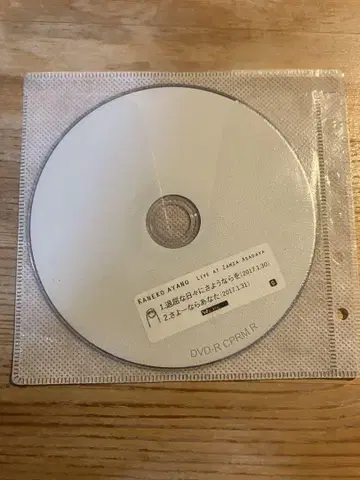 KANEKO AYANO LIVE AT ZAMZA ASAGAYA
1.退屈な日々にさようならを(2017.1.30)
2.さよーならあなた(2017.1.31)
DVD-R CPRM R